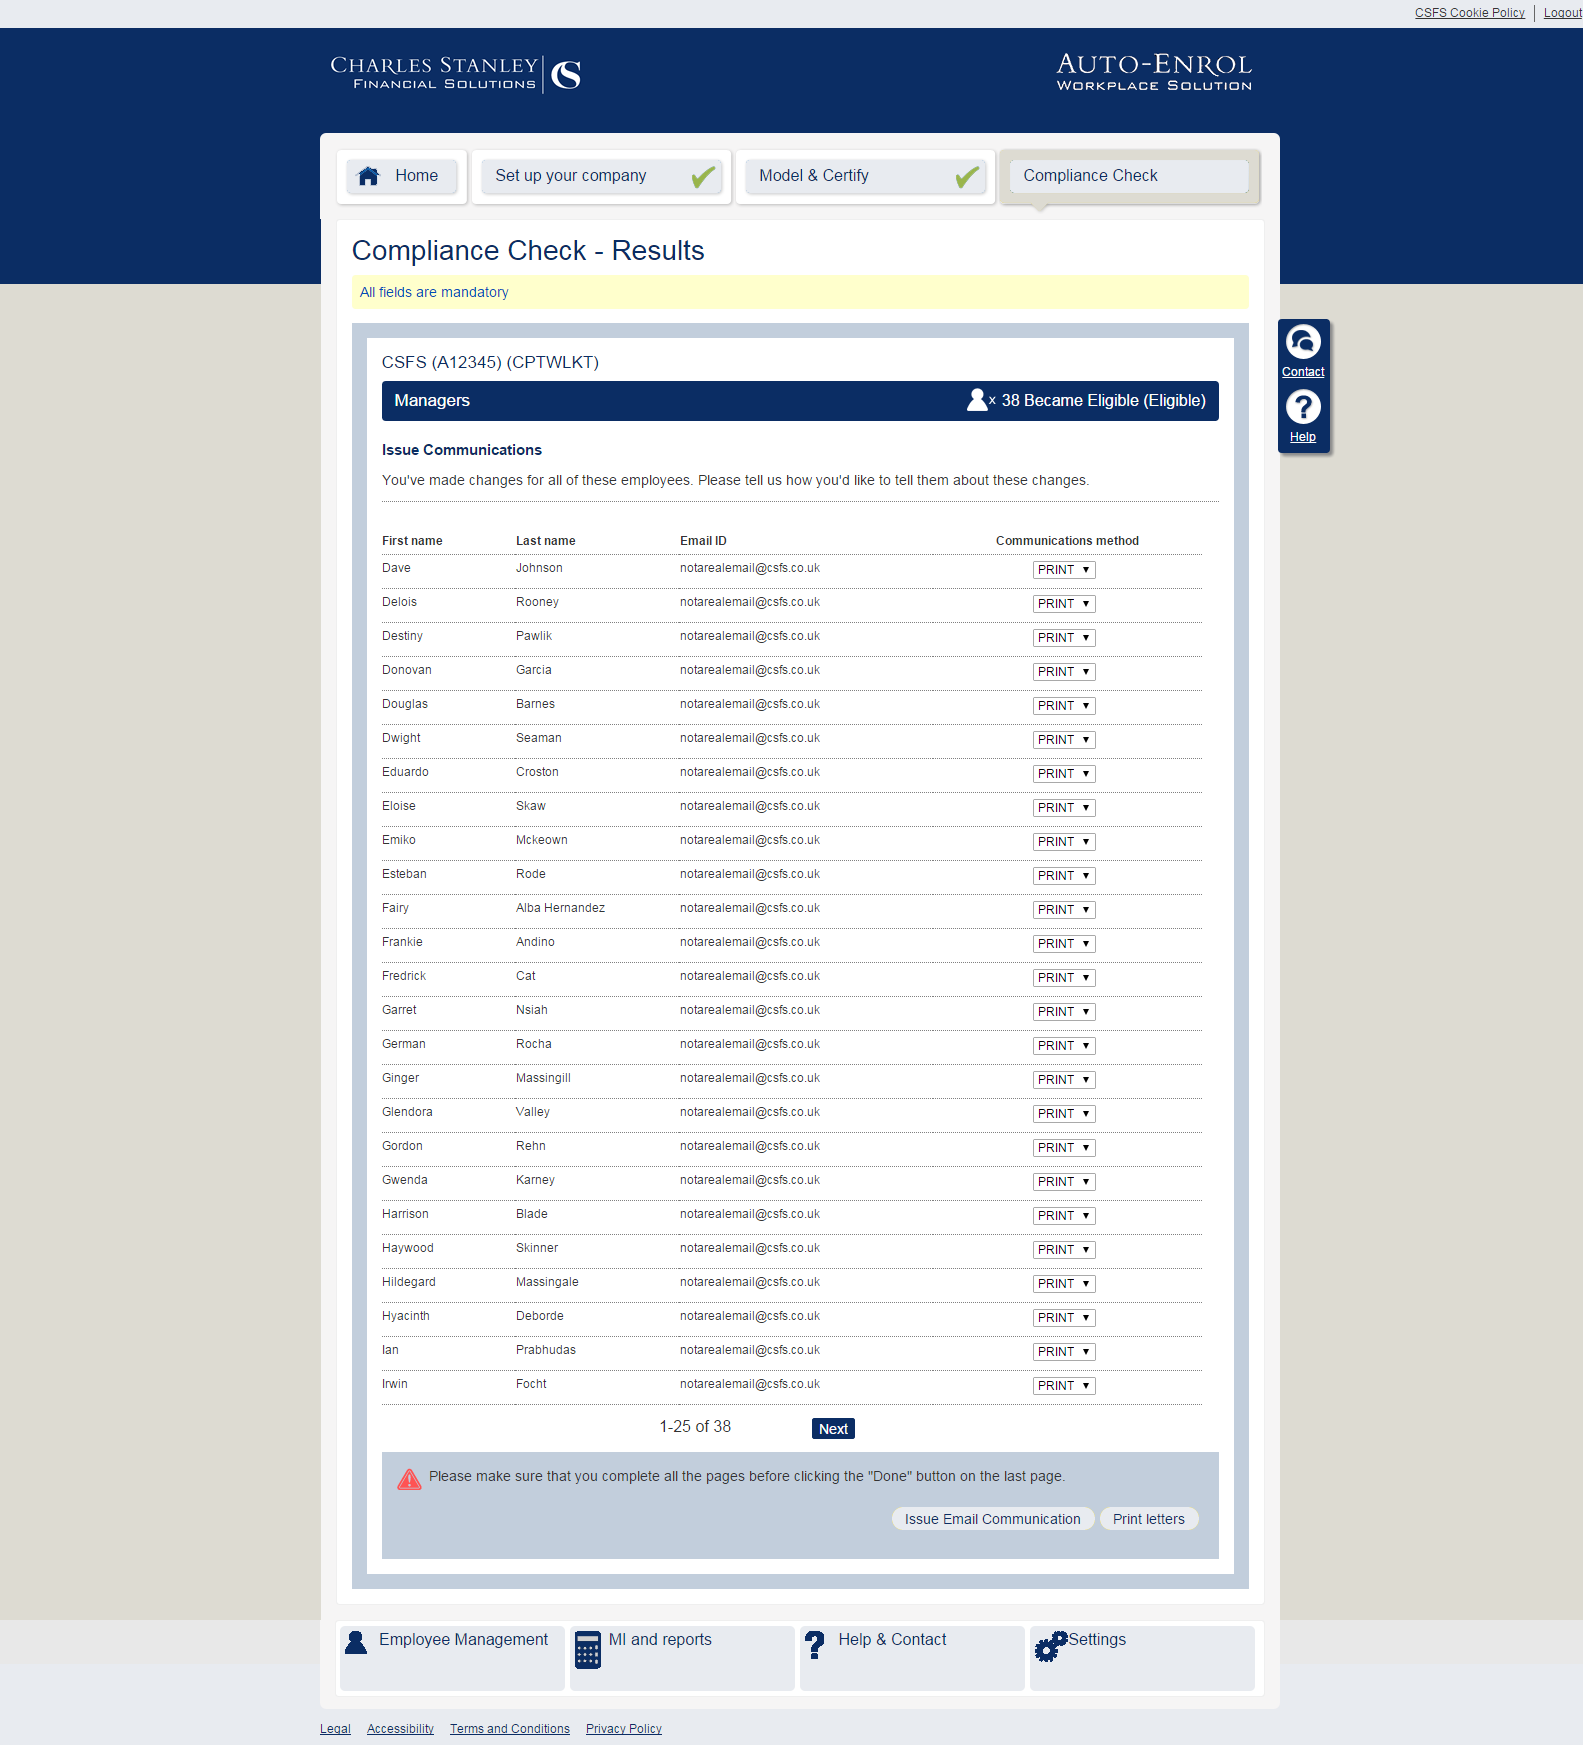 CSFS Cookie Policy | Logout
CHARLES STANLEY
FINANCIAL SOLUTIONS
AUTO-ENROL
WORKPLACE SOLUTION
Home
Set up your company
Model & Certify
Compliance Check
Compliance Check - Results
All fields are mandatory
Contact
Help
CSFS (A12345) (CPTWLKT)
Managers x 38 Became Eligible (Eligible)
Issue Communications
You've made changes for all of these employees. Please tell us how you'd like to tell them about these changes.
First name Last name Email ID Communications method
Dave Johnson notarealemail@csfs.co.uk PRINT
Delois Rooney notarealemail@csfs.co.uk PRINT
Destiny Pawlik notarealemail@csfs.co.uk PRINT
Donovan Garcia notarealemail@csfs.co.uk PRINT
Douglas Barnes notarealemail@csfs.co.uk PRINT
Dwight Seaman notarealemail@csfs.co.uk PRINT
Eduardo Croston notarealemail@csfs.co.uk PRINT
Eloise Skaw notarealemail@csfs.co.uk PRINT
Emiko Mckeown notarealemail@csfs.co.uk PRINT
Esteban Rode notarealemail@csfs.co.uk PRINT
Fairy Alba Hernandez notarealemail@csfs.co.uk PRINT
Frankie Andino notarealemail@csfs.co.uk PRINT
Fredrick Cat notarealemail@csfs.co.uk PRINT
Garret Nsiah notarealemail@csfs.co.uk PRINT
German Rocha notarealemail@csfs.co.uk PRINT
Ginger Massingill notarealemail@csfs.co.uk PRINT
Glendora Valley notarealemail@csfs.co.uk PRINT
Gordon Rehn notarealemail@csfs.co.uk PRINT
Gwenda Karney notarealemail@csfs.co.uk PRINT
Harrison Blade notarealemail@csfs.co.uk PRINT
Haywood Skinner notarealemail@csfs.co.uk PRINT
Hildegard Massingale notarealemail@csfs.co.uk PRINT
Hyacinth Deborde notarealemail@csfs.co.uk PRINT
Ian Prabhudas notarealemail@csfs.co.uk PRINT
Irwin Focht notarealemail@csfs.co.uk PRINT
1-25 of 38 Next
Please make sure that you complete all the pages before clicking the "Done" button on the last page.
Issue Email Communication Print letters
Employee Management
MI and reports
Help & Contact
Settings
Legal Accessibility Terms and Conditions Privacy Policy